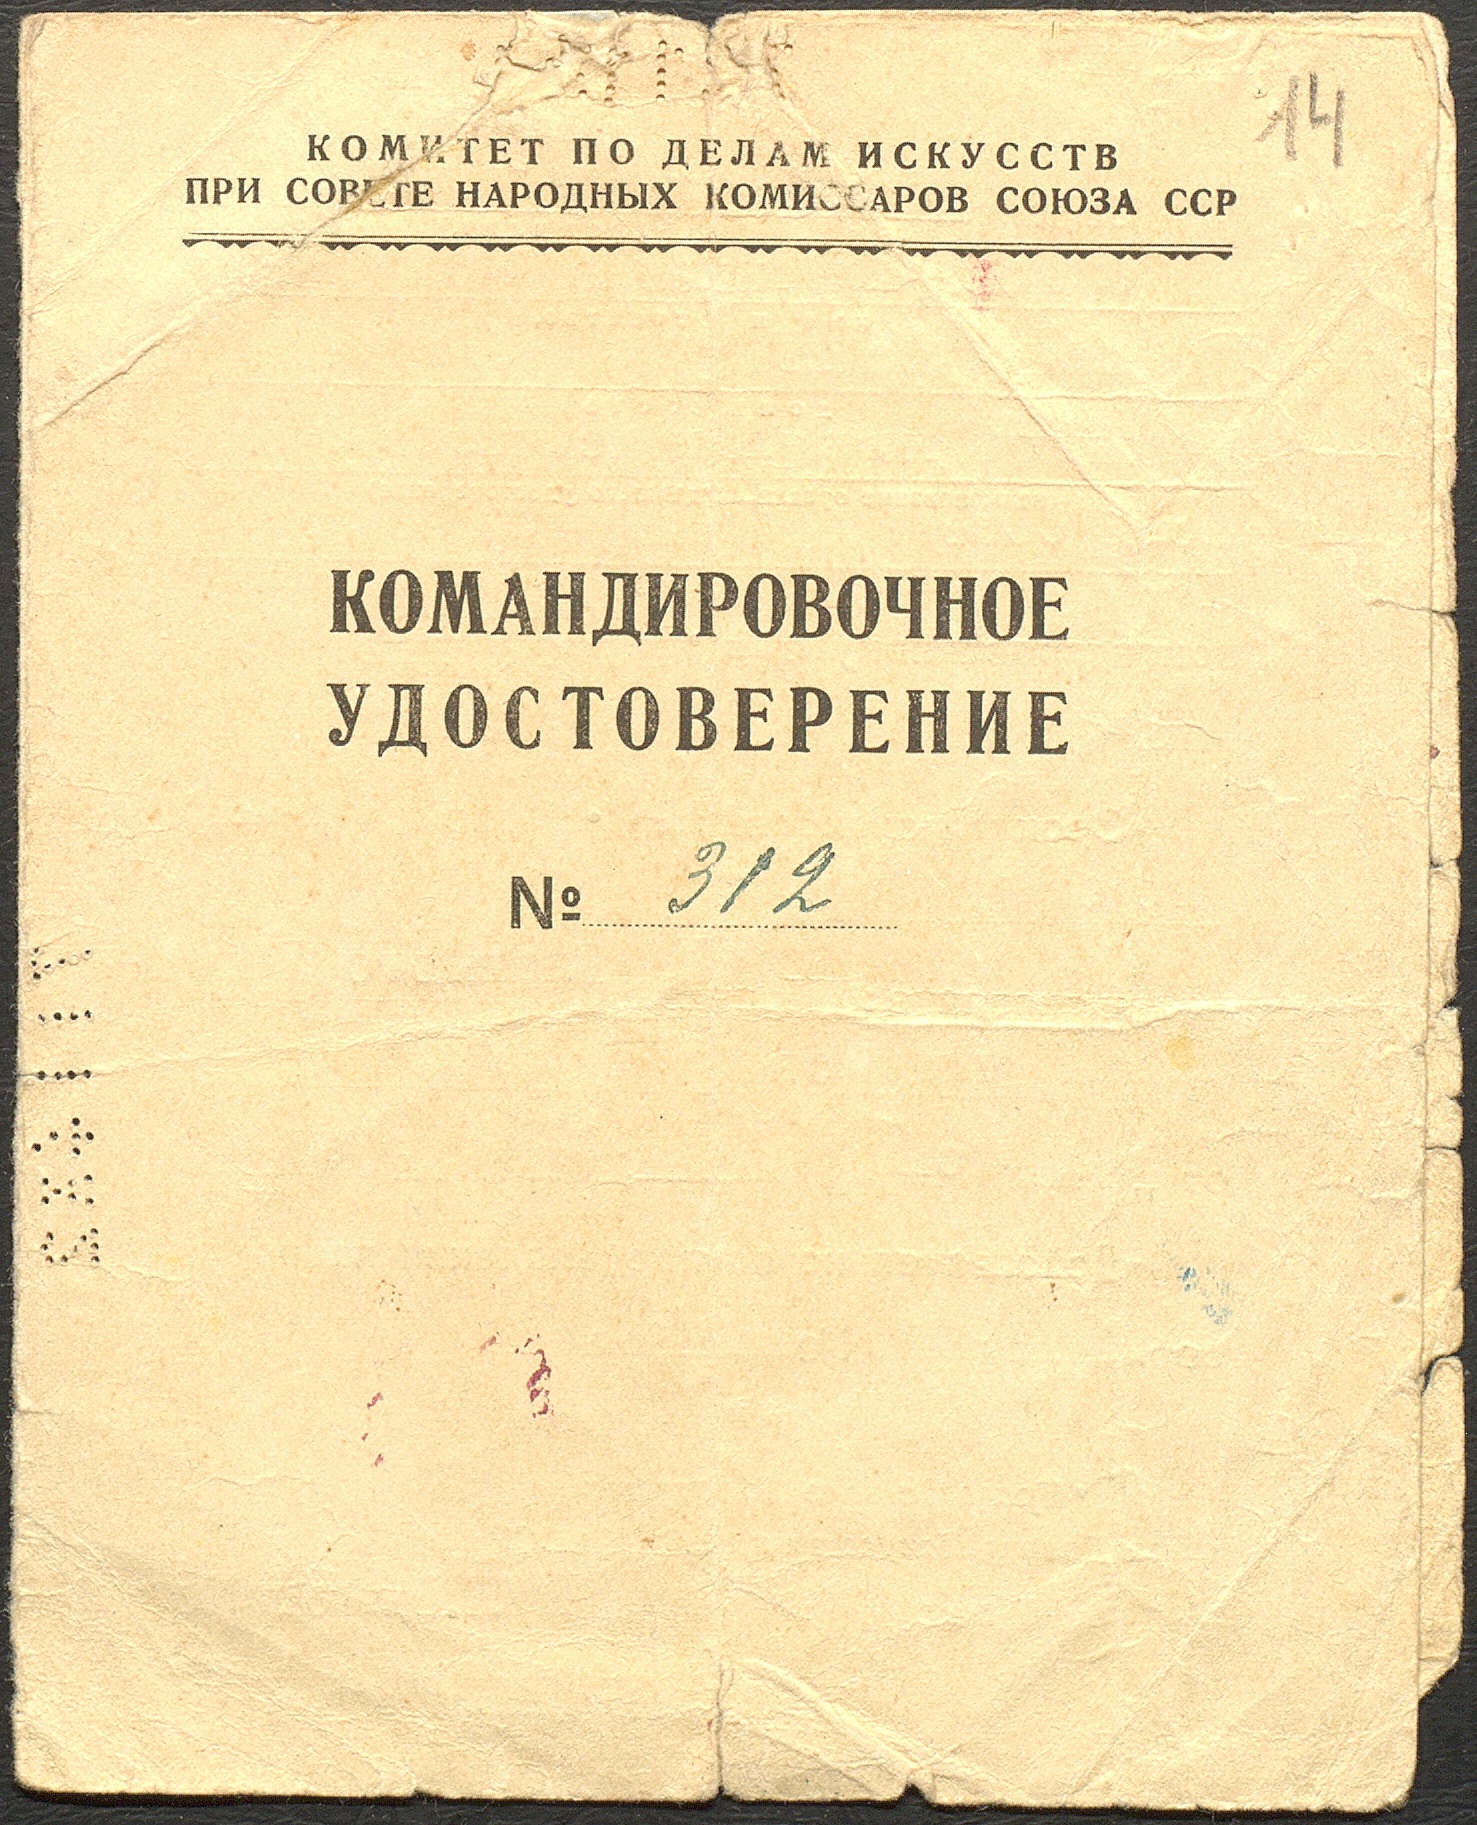 14
КОМИТЕТ ПО ДЕЛАМ ИСКУССТВ
ПРИ СОВЕТЕ НАРОДНЫХ КОМИССАРОВ СОЮЗА ССР
КОМАНДИРОВОЧНОЕ
УДОСТОВЕРЕНИЕ
№ 312